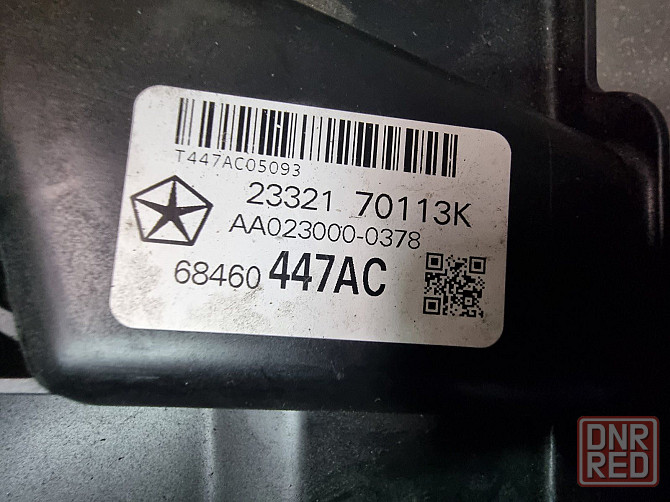 T447AC05093
23321 70113K
AA023000-0378
68460 447AC
DNR
RED